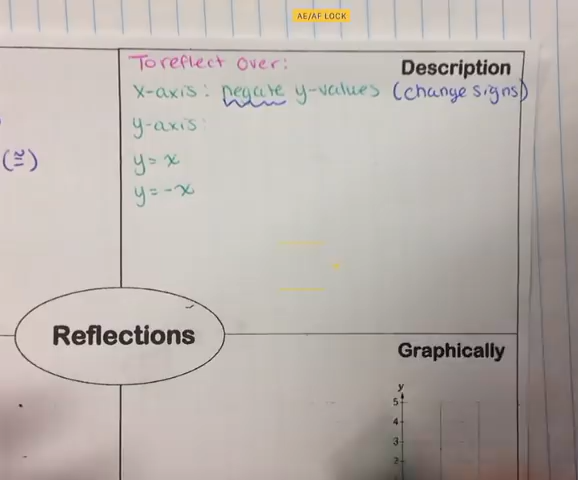 AE/AF LOCK
To reflect over:
Description
x-axis: negate y-values (change signs)
y-axis:
(≅)
y = x
y = -x
Reflections
Graphically
y
5
4
3
2